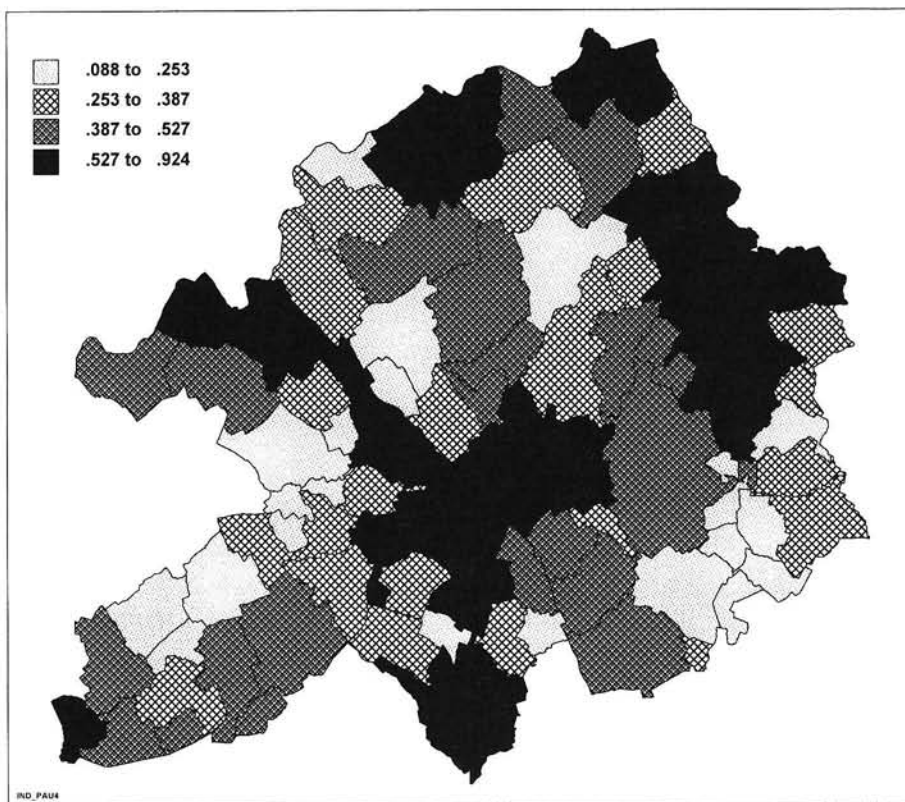 .088 to .253
.253 to .387
.387 to .527
.527 to .924
IND_PAU4